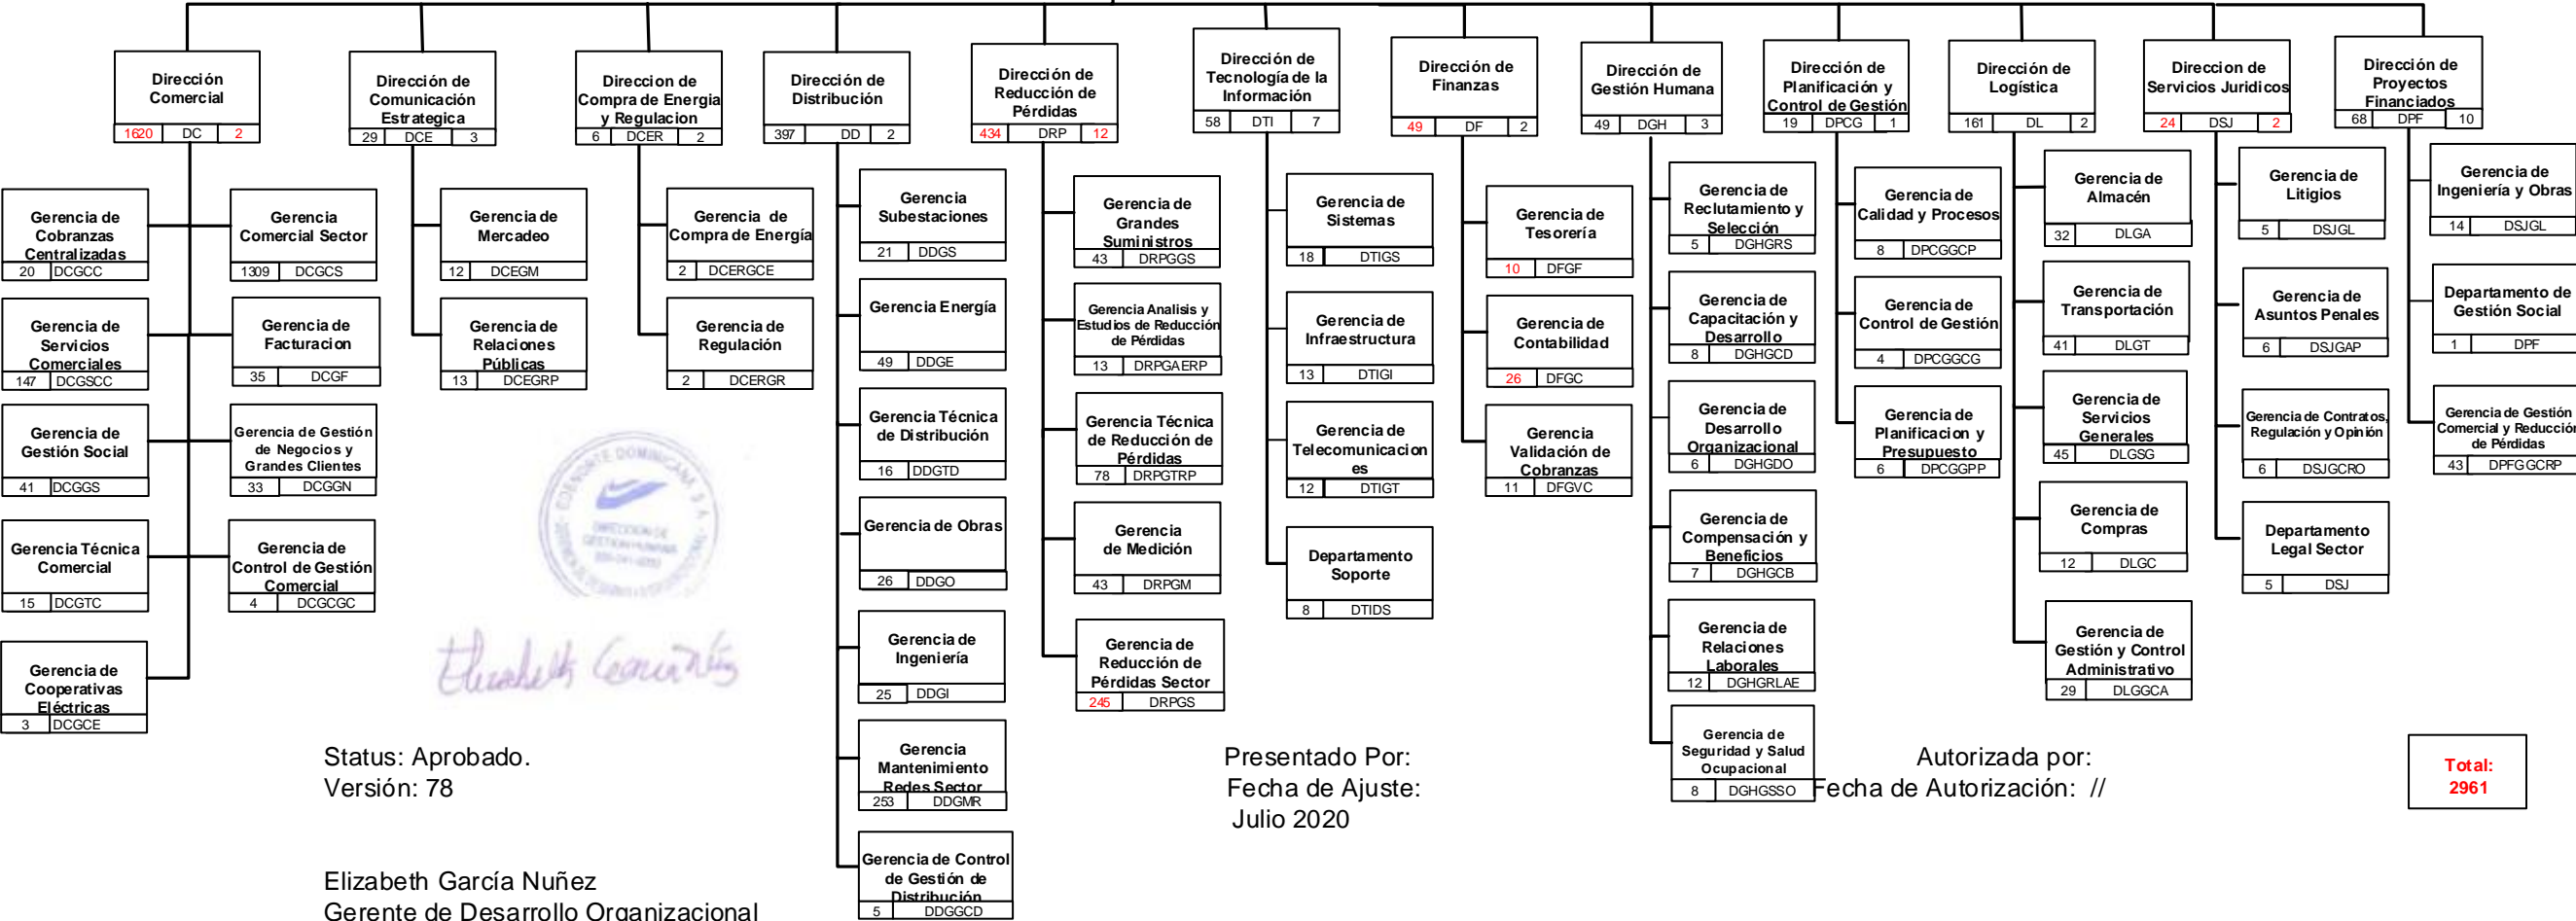 Dirección
Comercial
1620 DC 2
Dirección de
Comunicación
Estrategica
29 DCE 3
Direccion de
Compra de Energia
y Regulacion
6 DCER 2
Dirección de
Distribución
397 DD 2
Dirección de
Reducción de
Pérdidas
434 DRP 12
Dirección de
Tecnología de la
Información
58 DTI 7
Dirección de
Finanzas
49 DF 2
Dirección de
Gestión Humana
49 DGH 3
Dirección de
Planificación y
Control de Gestión
19 DPCG 1
Dirección de
Logística
161 DL 2
Direccion de
Servicios Juridicos
24 DSJ 2
Dirección de
Proyectos
Financiados
68 DPF 10
Gerencia de
Cobranzas
Centralizadas
20 DCGCC
Gerencia de
Servicios
Comerciales
147 DCGSCC
Gerencia de
Gestión Social
41 DCGGS
Gerencia Técnica
Comercial
15 DCGTC
Gerencia de
Cooperativas
Eléctricas
3 DCGCE
Gerencia
Comercial Sector
1309 DCGCS
Gerencia de
Facturacion
35 DCGF
Gerencia de Gestión
de Negocios y
Grandes Clientes
33 DCGGN
Gerencia de
Control de Gestión
Comercial
4 DCGCGC
Gerencia de
Mercadeo
12 DCEGM
Gerencia de
Relaciones
Públicas
13 DCEGRP
Gerencia de
Compra de Energía
2 DCERGCE
Gerencia de
Regulación
2 DCERGR
Gerencia
Subestaciones
21 DDGS
Gerencia Energía
49 DDGE
Gerencia Técnica
de Distribución
16 DDGTD
Gerencia de Obras
26 DDGO
Gerencia de
Ingeniería
25 DDGI
Gerencia
Mantenimiento
Redes Sector
253 DDGMR
Gerencia de Control
de Gestión de
Distribución
5 DDGGCD
Gerencia de
Grandes
Suministros
43 DRPGGS
Gerencia Analisis y
Estudios de Reducción
de Pérdidas
13 DRPGAERP
Gerencia Técnica
de Reducción de
Pérdidas
78 DRPGTRP
Gerencia
de Medición
43 DRPGM
Gerencia de
Reducción de
Pérdidas Sector
245 DRPGS
Gerencia de
Sistemas
18 DTIGS
Gerencia de
Infraestructura
13 DTIGI
Gerencia de
Telecomunicacion
es
12 DTIGT
Departamento
Soporte
8 DTIDS
Gerencia de
Tesorería
10 DFGF
Gerencia de
Contabilidad
26 DFGC
Gerencia
Validación de
Cobranzas
11 DFGVC
Gerencia de
Reclutamiento y
Selección
5 DGHGRS
Gerencia de
Capacitación y
Desarrollo
8 DGHGCD
Gerencia de
Desarrollo
Organizacional
6 DGHGDO
Gerencia de
Compensación y
Beneficios
7 DGHGCB
Gerencia de
Relaciones
Laborales
12 DGHGRLAE
Gerencia de
Seguridad y Salud
Ocupacional
8 DGHGSSO
Gerencia de
Calidad y Procesos
8 DPCGGCP
Gerencia de
Control de Gestión
4 DPCGGCG
Gerencia de
Planificacion y
Presupuesto
6 DPCGGPP
Gerencia de
Almacén
32 DLGA
Gerencia de
Transportación
41 DLGT
Gerencia de
Servicios
Generales
45 DLGSG
Gerencia de
Compras
12 DLGC
Gerencia de
Gestión y Control
Administrativo
29 DLGGCA
Gerencia de
Litigios
5 DSJGL
Gerencia de
Asuntos Penales
6 DSJGAP
Gerencia de Contratos,
Regulación y Opinión
6 DSJGCRO
Departamento
Legal Sector
5 DSJ
Gerencia de
Ingeniería y Obras
14 DSJGL
Departamento de
Gestión Social
1 DPF
Gerencia de Gestión
Comercial y Reducción
de Pérdidas
43 DPFGGCRP
DIRECCION DE
GESTION HUMANA
Status: Aprobado.
Versión: 78
Presentado Por:
Fecha de Ajuste:
Julio 2020
Autorizada por:
Fecha de Autorización: //
Total:
2961
Elizabeth García Nuñez
Gerente de Desarrollo Organizacional